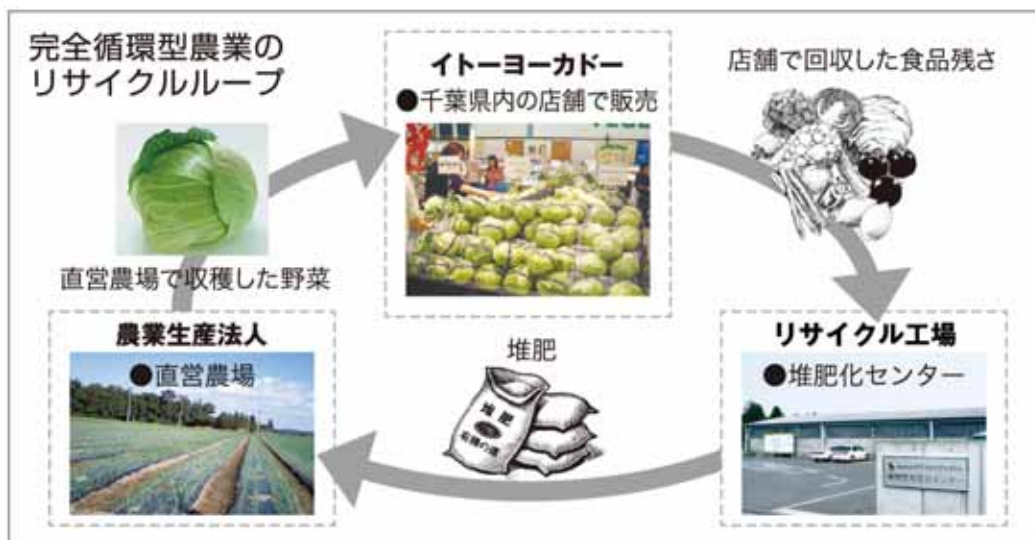 完全循環型農業の
リサイクルループ
イトーヨーカドー
●千葉県内の店舗で販売
店舗で回収した食品残さ
直営農場で収穫した野菜
農業生産法人
●直営農場
堆肥
堆肥
リサイクル工場
●堆肥化センター